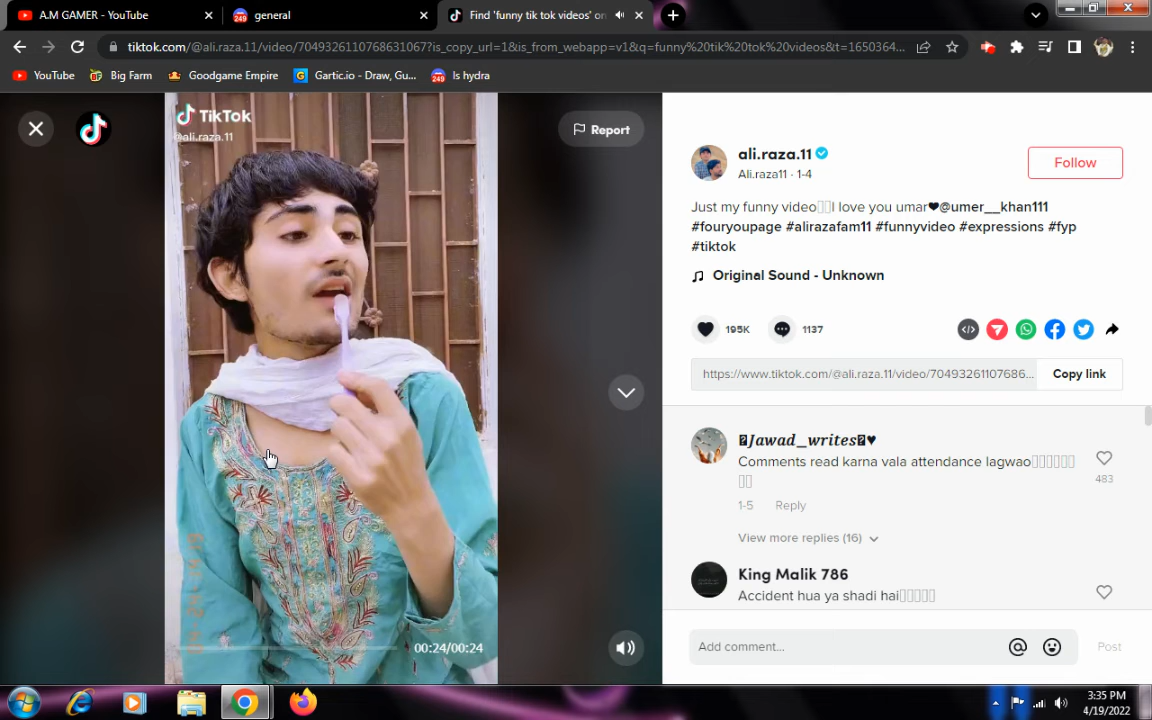 A.M GAMER - YouTube
general
Find 'funny tik tok videos' on
tiktok.com/@ali.raza.11/video/7049326110768631067?is_copy_url=1&is_from_webapp=v1&q=funny%20tik%20tok%20videos&t=1650364...
YouTube
Big Farm
Goodgame Empire
Gartic.io - Draw, Gu...
249
Is hydra
TikTok
@ali.raza.11
Report
00:24/00:24
ali.raza.11
Ali.raza11 · 1-4
Follow
Just my funny video I love you umar♥@umer__khan111
#fouryoupage #alirazafam11 #funnyvideo #expressions #fyp
#tiktok
Original Sound - Unknown
195K
1137
https://www.tiktok.com/@ali.raza.11/video/70493261107686...
Copy link
Jawad_writes ♥
Comments read karna vala attendance lagwao
483
1-5
Reply
View more replies (16)
King Malik 786
Accident hua ya shadi hai
Add comment...
Post
3:35 PM
4/19/2022